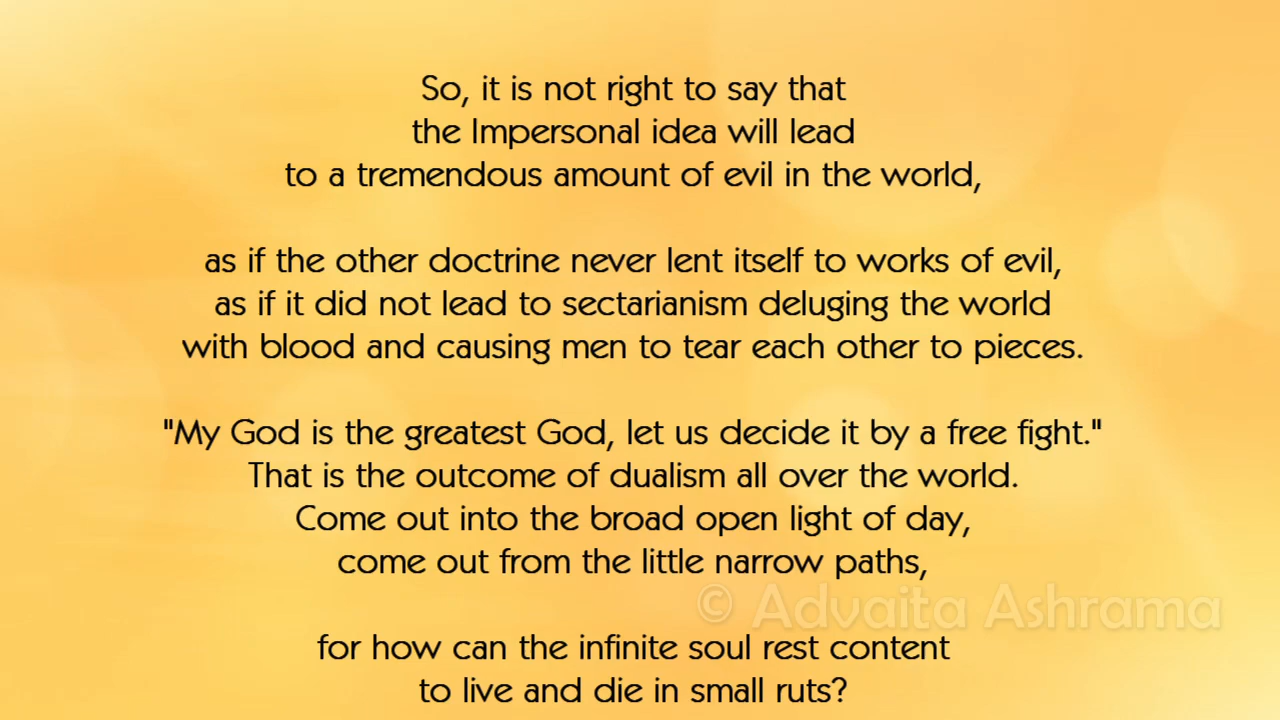 So, it is not right to say that
the Impersonal idea will lead
to a tremendous amount of evil in the world,
as if the other doctrine never lent itself to works of evil,
as if it did not lead to sectarianism deluging the world
with blood and causing men to tear each other to pieces.
"My God is the greatest God, let us decide it by a free fight."
That is the outcome of dualism all over the world.
Come out into the broad open light of day,
come out from the little narrow paths,
© Advaita Ashrama
for how can the infinite soul rest content
to live and die in small ruts?